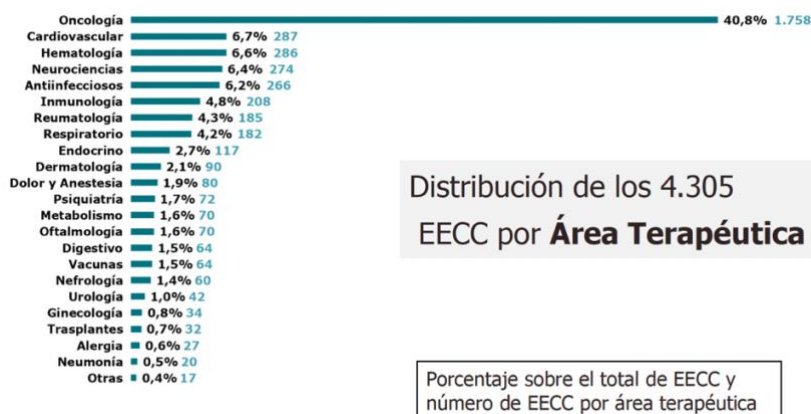 Oncología 40,8% 1.758
Cardiovascular 6,7% 287
Hematología 6,6% 286
Neurociencias 6,4% 274
Antiinfecciosos 6,2% 266
Inmunología 4,8% 208
Reumatología 4,3% 185
Respiratorio 4,2% 182
Endocrino 2,7% 117
Dermatología 2,1% 90
Dolor y Anestesia 1,9% 80
Psiquiatría 1,7% 72
Metabolismo 1,6% 70
Oftalmología 1,6% 70
Digestivo 1,5% 64
Vacunas 1,5% 64
Nefrología 1,4% 60
Urología 1,0% 42
Ginecología 0,8% 34
Trasplantes 0,7% 32
Alergia 0,6% 27
Neumonía 0,5% 20
Otras 0,4% 17
Distribución de los 4.305
EECC por Área Terapéutica
Porcentaje sobre el total de EECC y
número de EECC por área terapéutica